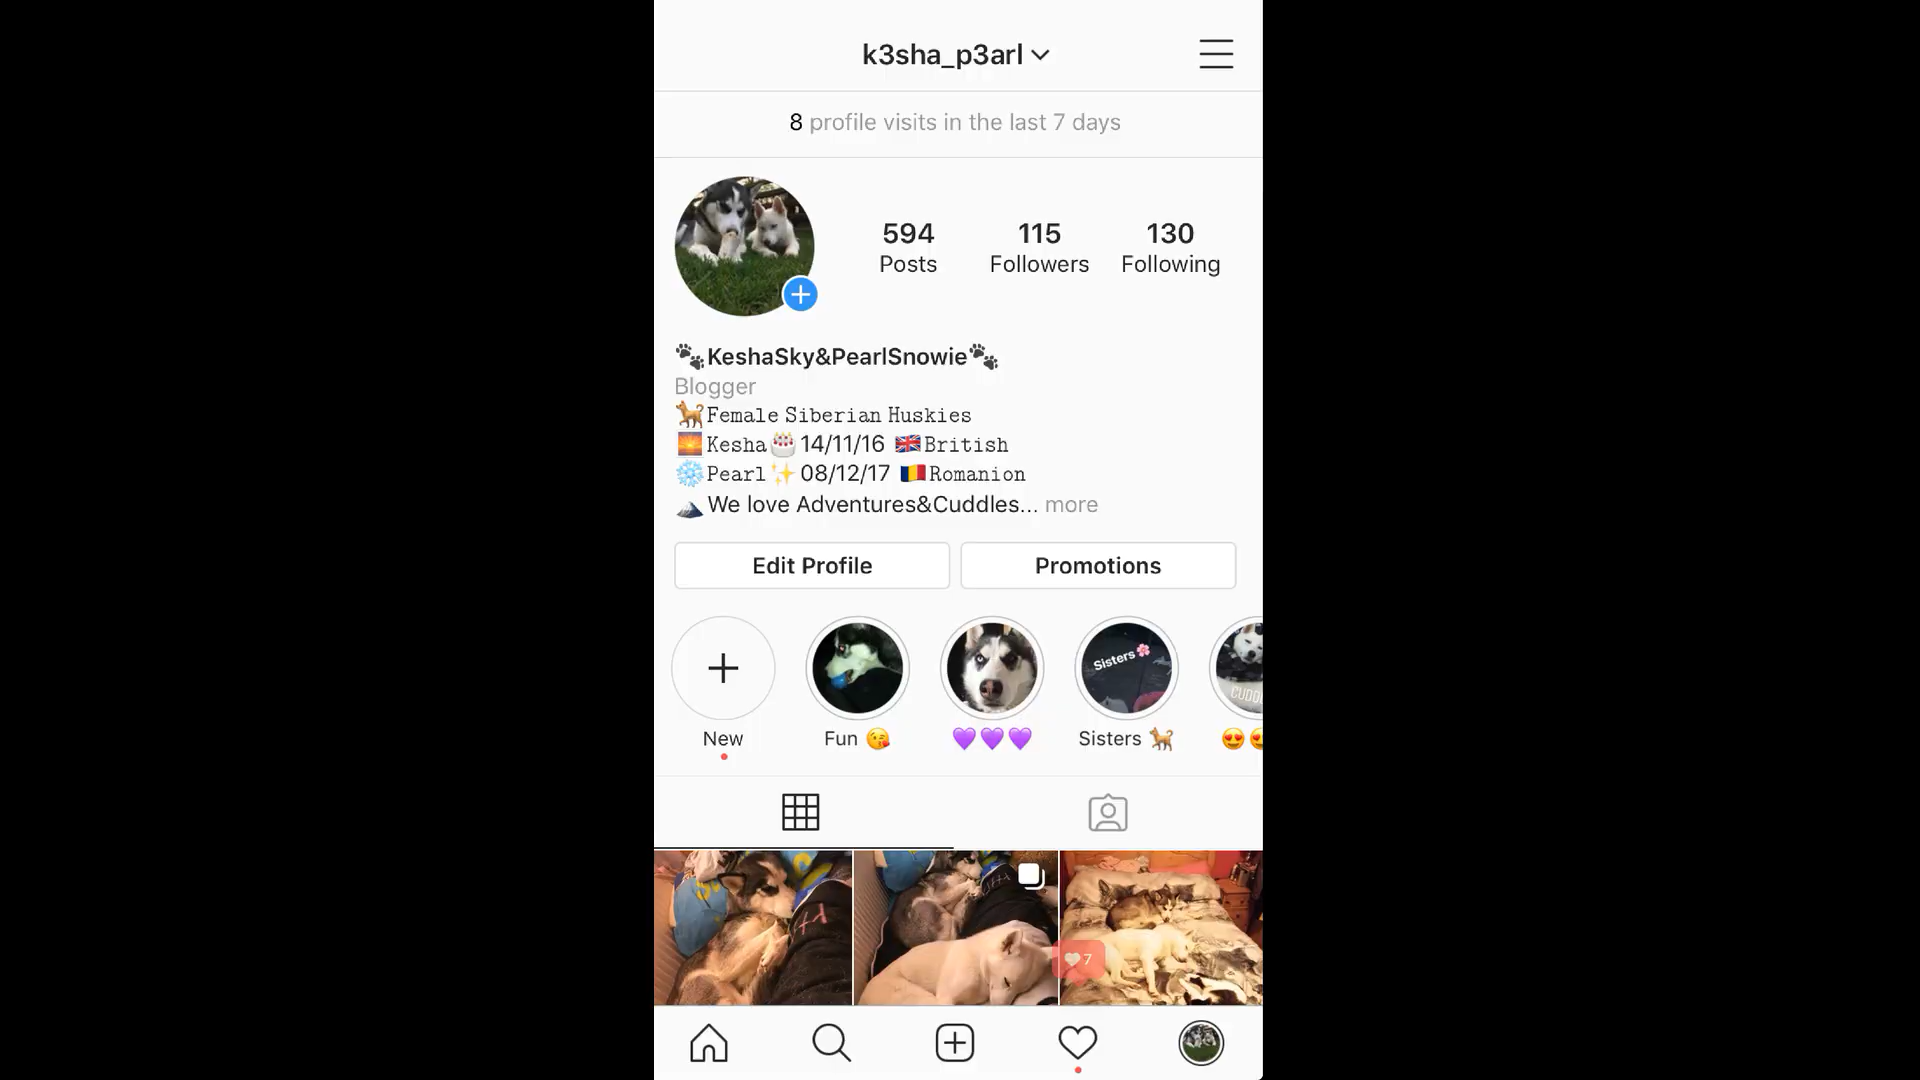 k3sha_p3arl
8 profile visits in the last 7 days
594 Posts
115 Followers
130 Following
🐾KeshaSky&PearlSnowie🐾
Blogger
🐕Female Siberian Huskies
🌅Kesha🎂14/11/16 🇬🇧British
❄️Pearl✨08/12/17 🇷🇴Romanion
🏔️We love Adventures&Cuddles... more
Edit Profile
Promotions
Sisters🌸
New
Fun 😘
💜💜💜
Sisters 🐕
😍
7